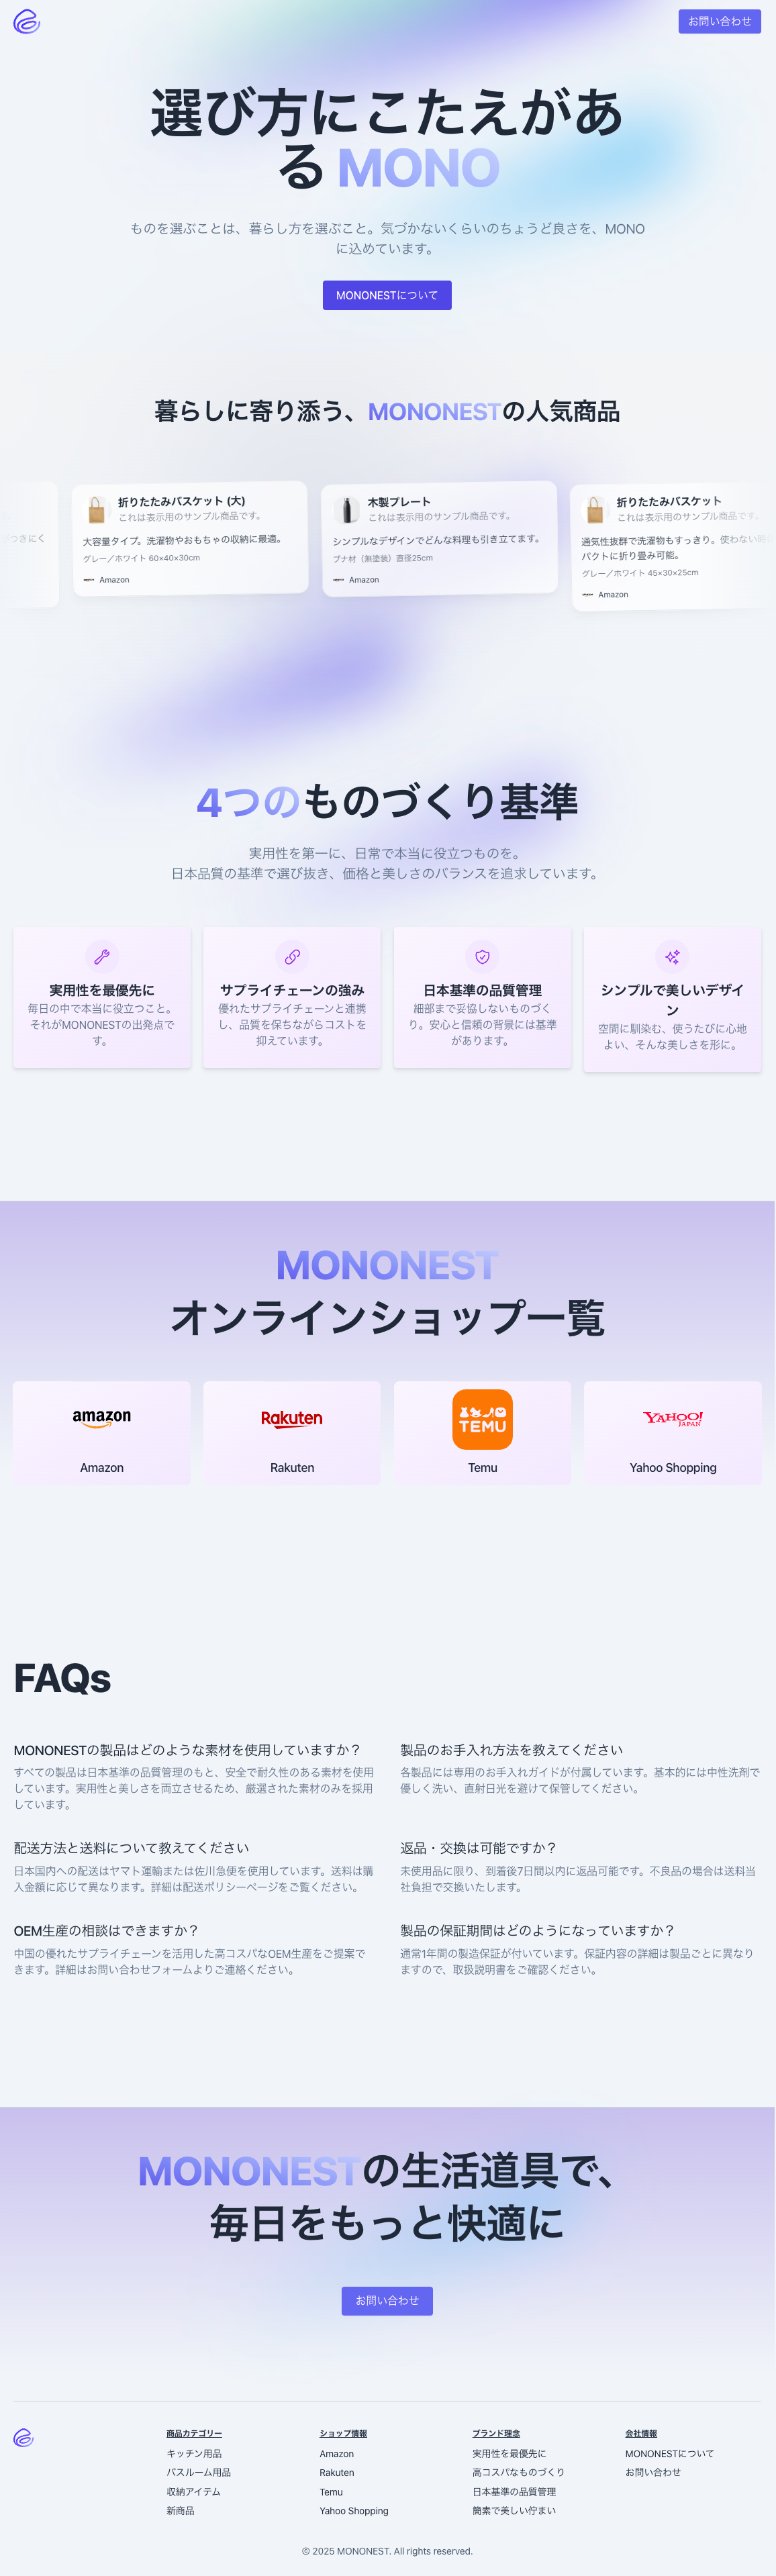 お問い合わせ
選び方にこたえがあ
る MONO
ものを選ぶことは、暮らし方を選ぶこと。気づかないくらいのちょうど良さを、MONO
に込めています。
MONONESTについて
暮らしに寄り添う、MONONESTの人気商品
つきにく
折りたたみバスケット (大)
これは表示用のサンプル商品です。
大容量タイプ。洗濯物やおもちゃの収納に最適。
グレー／ホワイト 60×40×30cm
Amazon
木製プレート
これは表示用のサンプル商品です。
シンプルなデザインでどんな料理も引き立てます。
ブナ材（無塗装）直径25cm
Amazon
折りたたみバスケット
これは表示用のサンプル商品です。
通気性抜群で洗濯物もすっきり。使わない時
パクトに折り畳み可能。
グレー／ホワイト 45×30×25cm
Amazon
4つのものづくり基準
実用性を第一に、日常で本当に役立つものを。
日本品質の基準で選び抜き、価格と美しさのバランスを追求しています。
実用性を最優先に
毎日の中で本当に役立つこと。
それがMONONESTの出発点で
す。
サプライチェーンの強み
優れたサプライチェーンと連携
し、品質を保ちながらコストを
抑えています。
日本基準の品質管理
細部まで妥協しないものづく
り。安心と信頼の背景には基準
があります。
シンプルで美しいデザイ
ン
空間に馴染む、使うたびに心地
よい、そんな美しさを形に。
MONONEST
オンラインショップ一覧
amazon
Amazon
Rakuten
Rakuten
TEMU
Temu
YAHOO!
JAPAN
Yahoo Shopping
FAQs
MONONESTの製品はどのような素材を使用していますか？
すべての製品は日本基準の品質管理のもと、安全で耐久性のある素材を使用
しています。実用性と美しさを両立させるため、厳選された素材のみを採用
しています。
製品のお手入れ方法を教えてください
各製品には専用のお手入れガイドが付属しています。基本的には中性洗剤で
優しく洗い、直射日光を避けて保管してください。
配送方法と送料について教えてください
日本国内への配送はヤマト運輸または佐川急便を使用しています。送料は購
入金額に応じて異なります。詳細は配送ポリシーページをご覧ください。
返品・交換は可能ですか？
未使用品に限り、到着後7日間以内に返品可能です。不良品の場合は送料当
社負担で交換いたします。
OEM生産の相談はできますか？
中国の優れたサプライチェーンを活用した高コスパなOEM生産をご提案で
きます。詳細はお問い合わせフォームよりご連絡ください。
製品の保証期間はどのようになっていますか？
通常1年間の製造保証が付いています。保証内容の詳細は製品ごとに異なり
ますので、取扱説明書をご確認ください。
MONONESTの生活道具で、
毎日をもっと快適に
お問い合わせ
商品カテゴリー
キッチン用品
バスルーム用品
収納アイテム
新商品
ショップ情報
Amazon
Rakuten
Temu
Yahoo Shopping
ブランド理念
実用性を最優先に
高コスパなものづくり
日本基準の品質管理
簡素で美しい佇まい
会社情報
MONONESTについて
お問い合わせ
© 2025 MONONEST. All rights reserved.